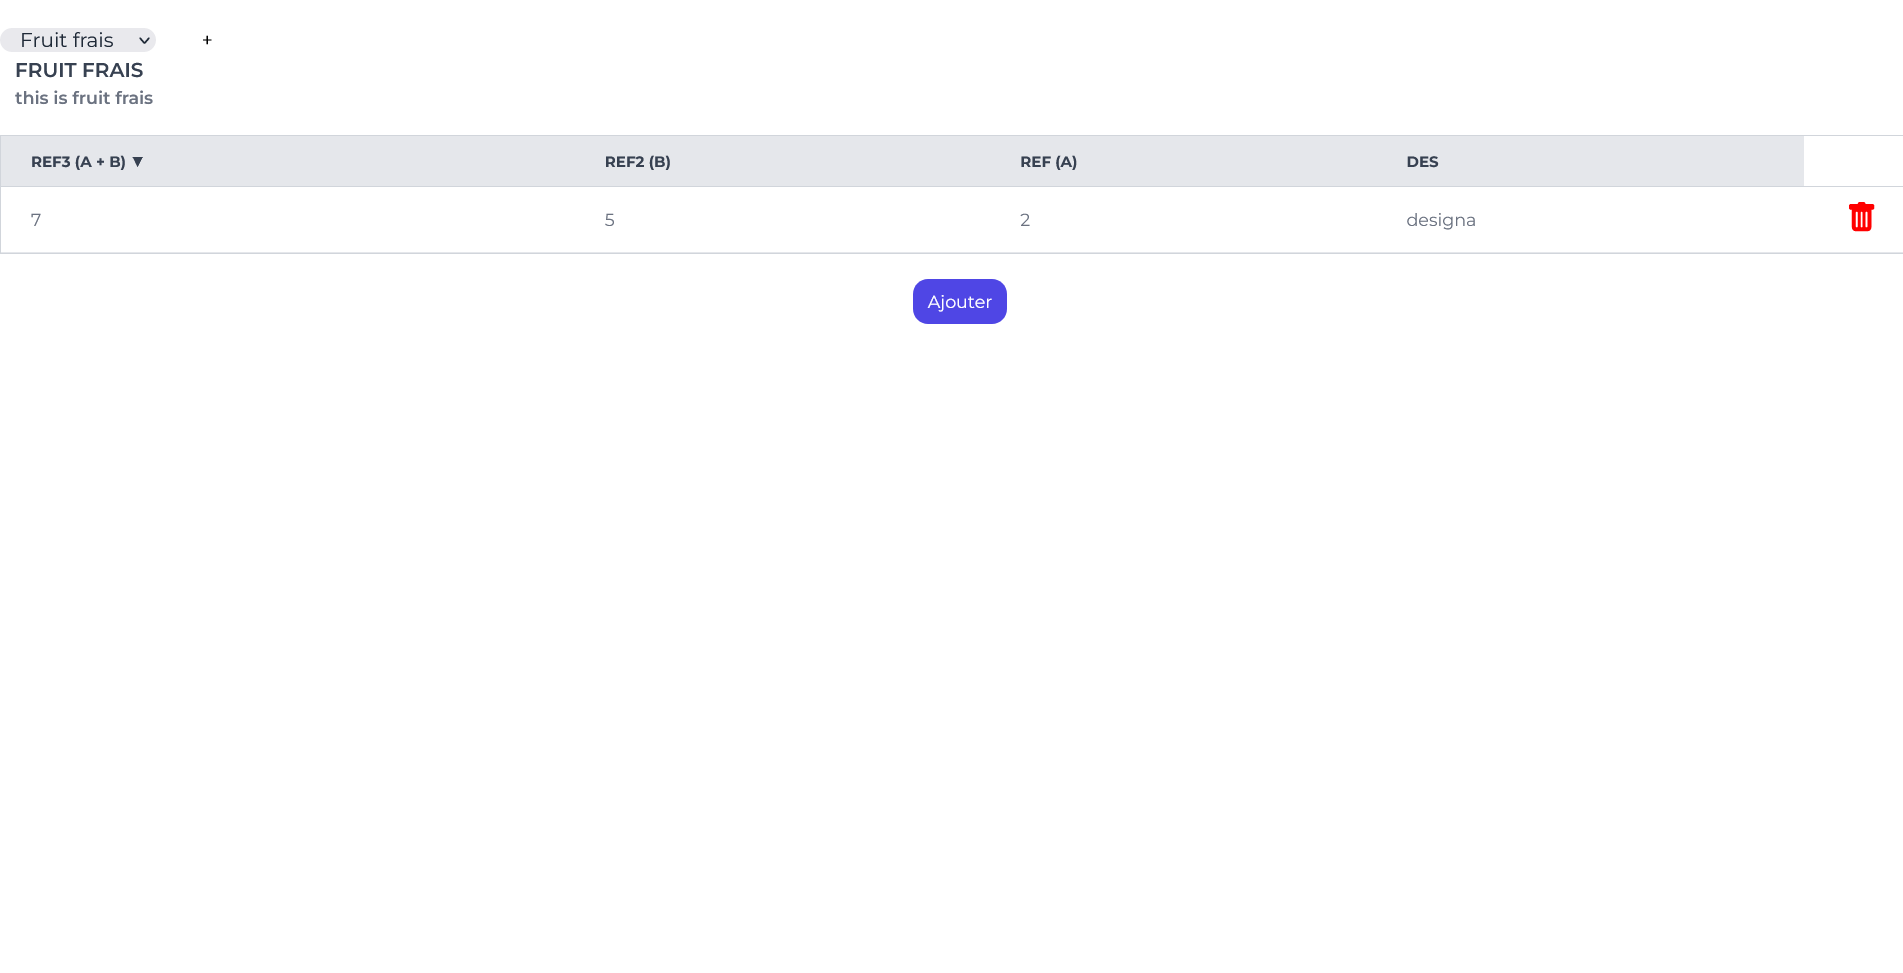 Fruit frais +
FRUIT FRAIS
this is fruit frais
REF3 (A + B) ▼ REF2 (B) REF (A) DES
7 5 2 designa
Ajouter